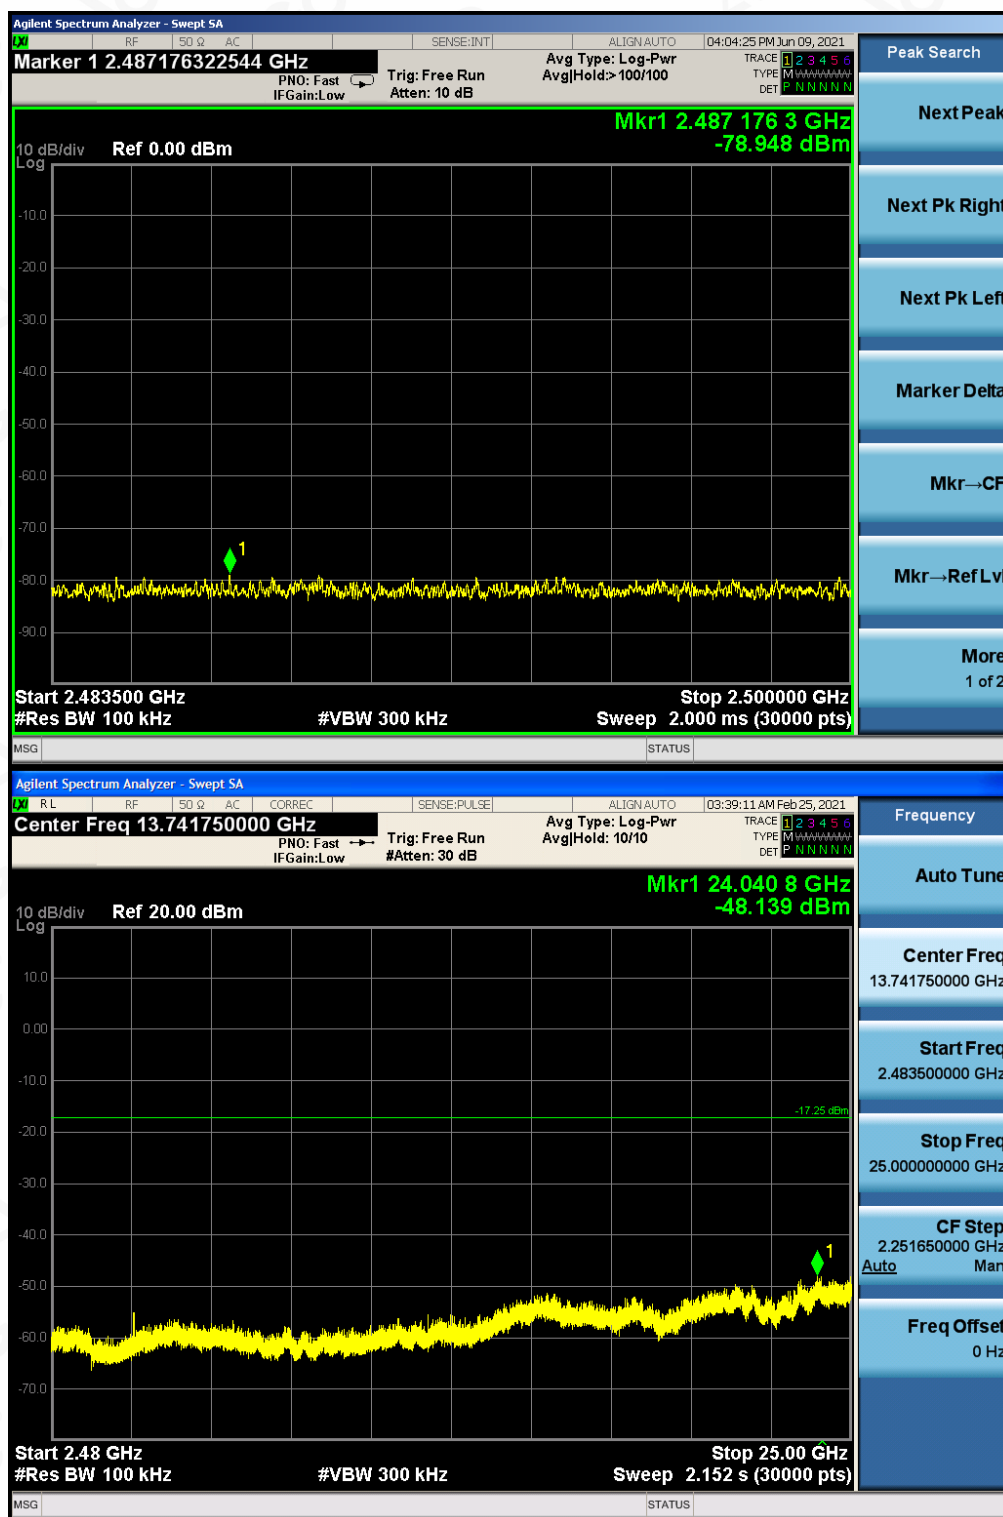 Agilent Spectrum Analyzer - Swept SA
LXI RF 50 Ω AC SENSE:INT ALIGN AUTO 04:04:25 PM Jun 09, 2021
Marker 1 2.487176322544 GHz
PNO: Fast
IFGain:Low
Trig: Free Run
Atten: 10 dB
Avg Type: Log-Pwr
Avg|Hold:> 100/100
TRACE 1 2 3 4 5 6
TYPE M
DET P N N N N N
Mkr1 2.487 176 3 GHz
-78.948 dBm
10 dB/div
Log
Ref 0.00 dBm
-10.0
-20.0
-30.0
-40.0
-50.0
-60.0
-70.0
-80.0
-90.0
1
Start 2.483500 GHz
Stop 2.500000 GHz
#Res BW 100 kHz
#VBW 300 kHz
Sweep 2.000 ms (30000 pts)
MSG
STATUS
Peak Search
Next Peak
Next Pk Right
Next Pk Left
Marker Delta
Mkr→CF
Mkr→Ref Lvl
More
1 of 2
Agilent Spectrum Analyzer - Swept SA
LXI R L RF 50 Ω AC CORREC SENSE:PULSE ALIGN AUTO 03:39:11 AM Feb 25, 2021
Center Freq 13.741750000 GHz
PNO: Fast
IFGain:Low
Trig: Free Run
#Atten: 30 dB
Avg Type: Log-Pwr
Avg|Hold: 10/10
TRACE 1 2 3 4 5 6
TYPE M
DET P N N N N N
Mkr1 24.040 8 GHz
-48.139 dBm
10 dB/div
Log
Ref 20.00 dBm
10.0
0.00
-10.0
-17.25 dBm
-20.0
-30.0
-40.0
-50.0
-60.0
-70.0
1
Start 2.48 GHz
Stop 25.00 GHz
#Res BW 100 kHz
#VBW 300 kHz
Sweep 2.152 s (30000 pts)
MSG
STATUS
Frequency
Auto Tune
Center Freq
13.741750000 GHz
Start Freq
2.483500000 GHz
Stop Freq
25.000000000 GHz
CF Step
2.251650000 GHz
Auto Man
Freq Offset
0 Hz